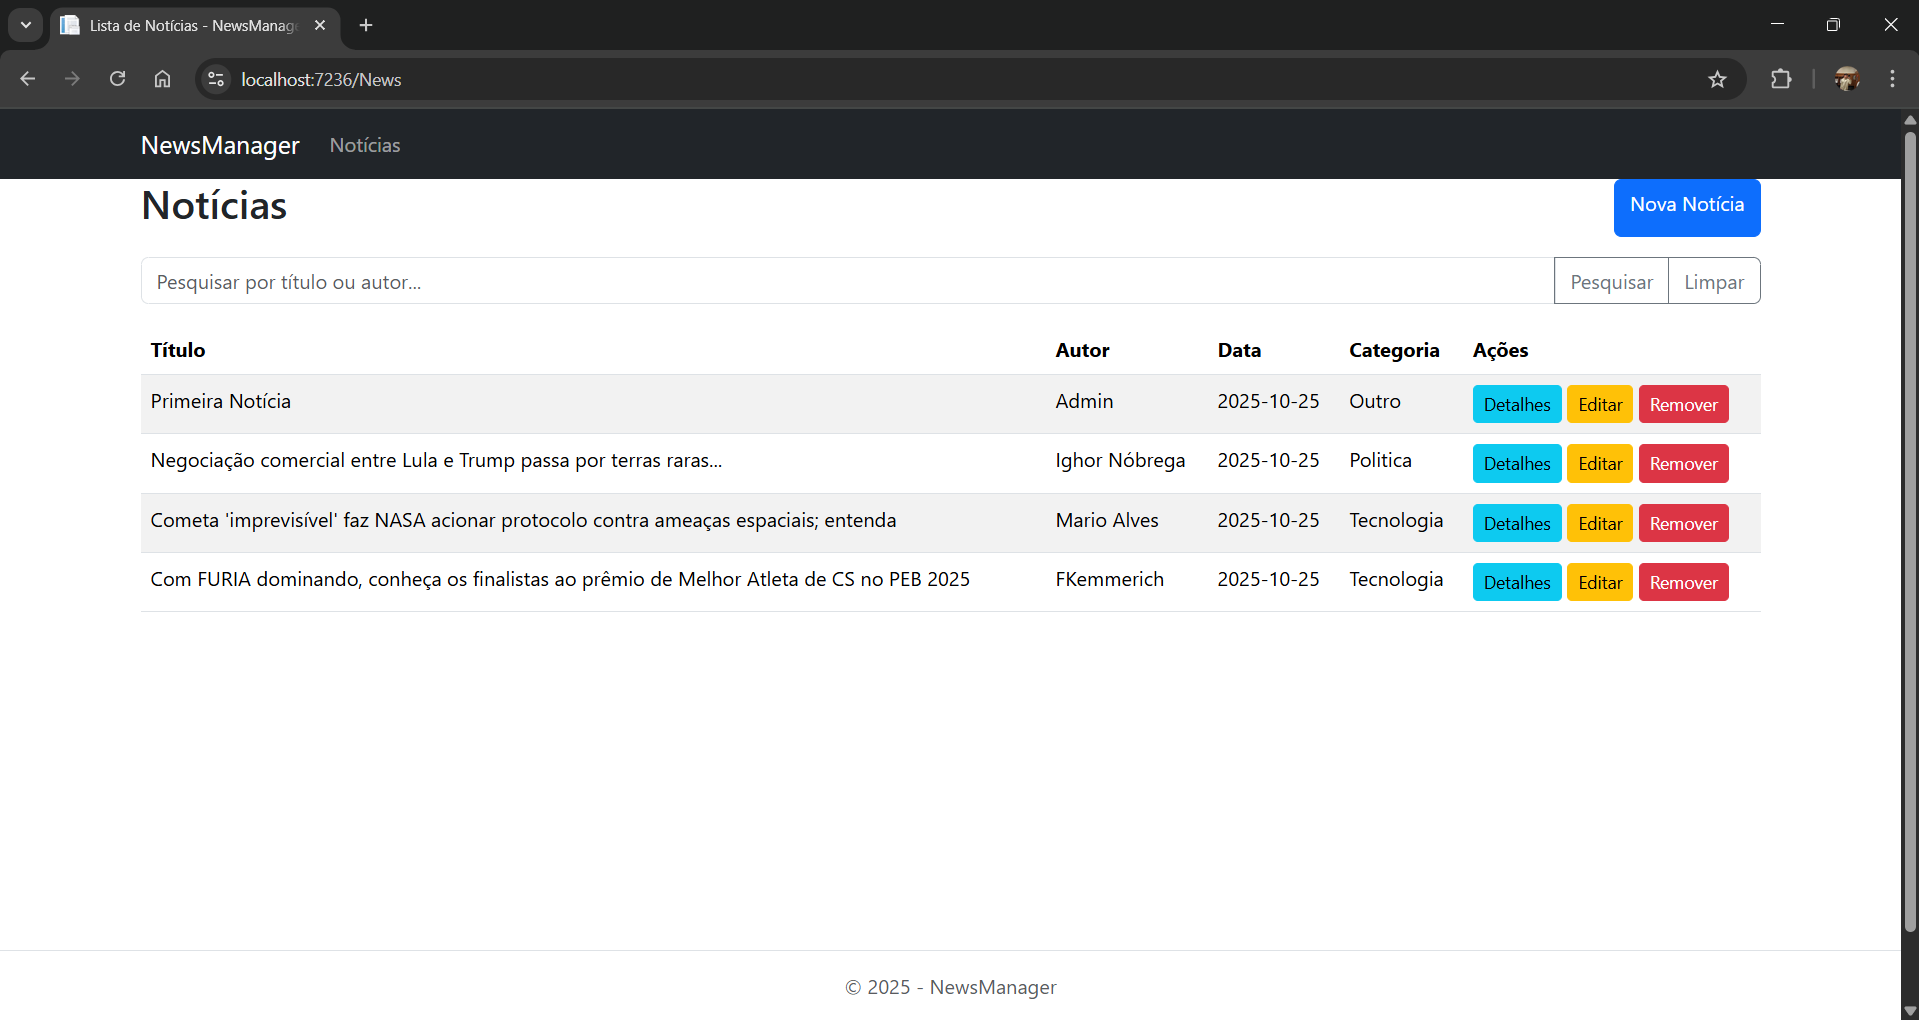 Lista de Notícias - NewsManag
localhost:7236/News
NewsManager Notícias
Notícias Nova Notícia
Pesquisar por título ou autor... Pesquisar Limpar
Título Autor Data Categoria Ações
Primeira Notícia Admin 2025-10-25 Outro Detalhes Editar Remover
Negociação comercial entre Lula e Trump passa por terras raras... Ighor Nóbrega 2025-10-25 Politica Detalhes Editar Remover
Cometa 'imprevisível' faz NASA acionar protocolo contra ameaças espaciais; entenda Mario Alves 2025-10-25 Tecnologia Detalhes Editar Remover
Com FURIA dominando, conheça os finalistas ao prêmio de Melhor Atleta de CS no PEB 2025 FKemmerich 2025-10-25 Tecnologia Detalhes Editar Remover
© 2025 - NewsManager